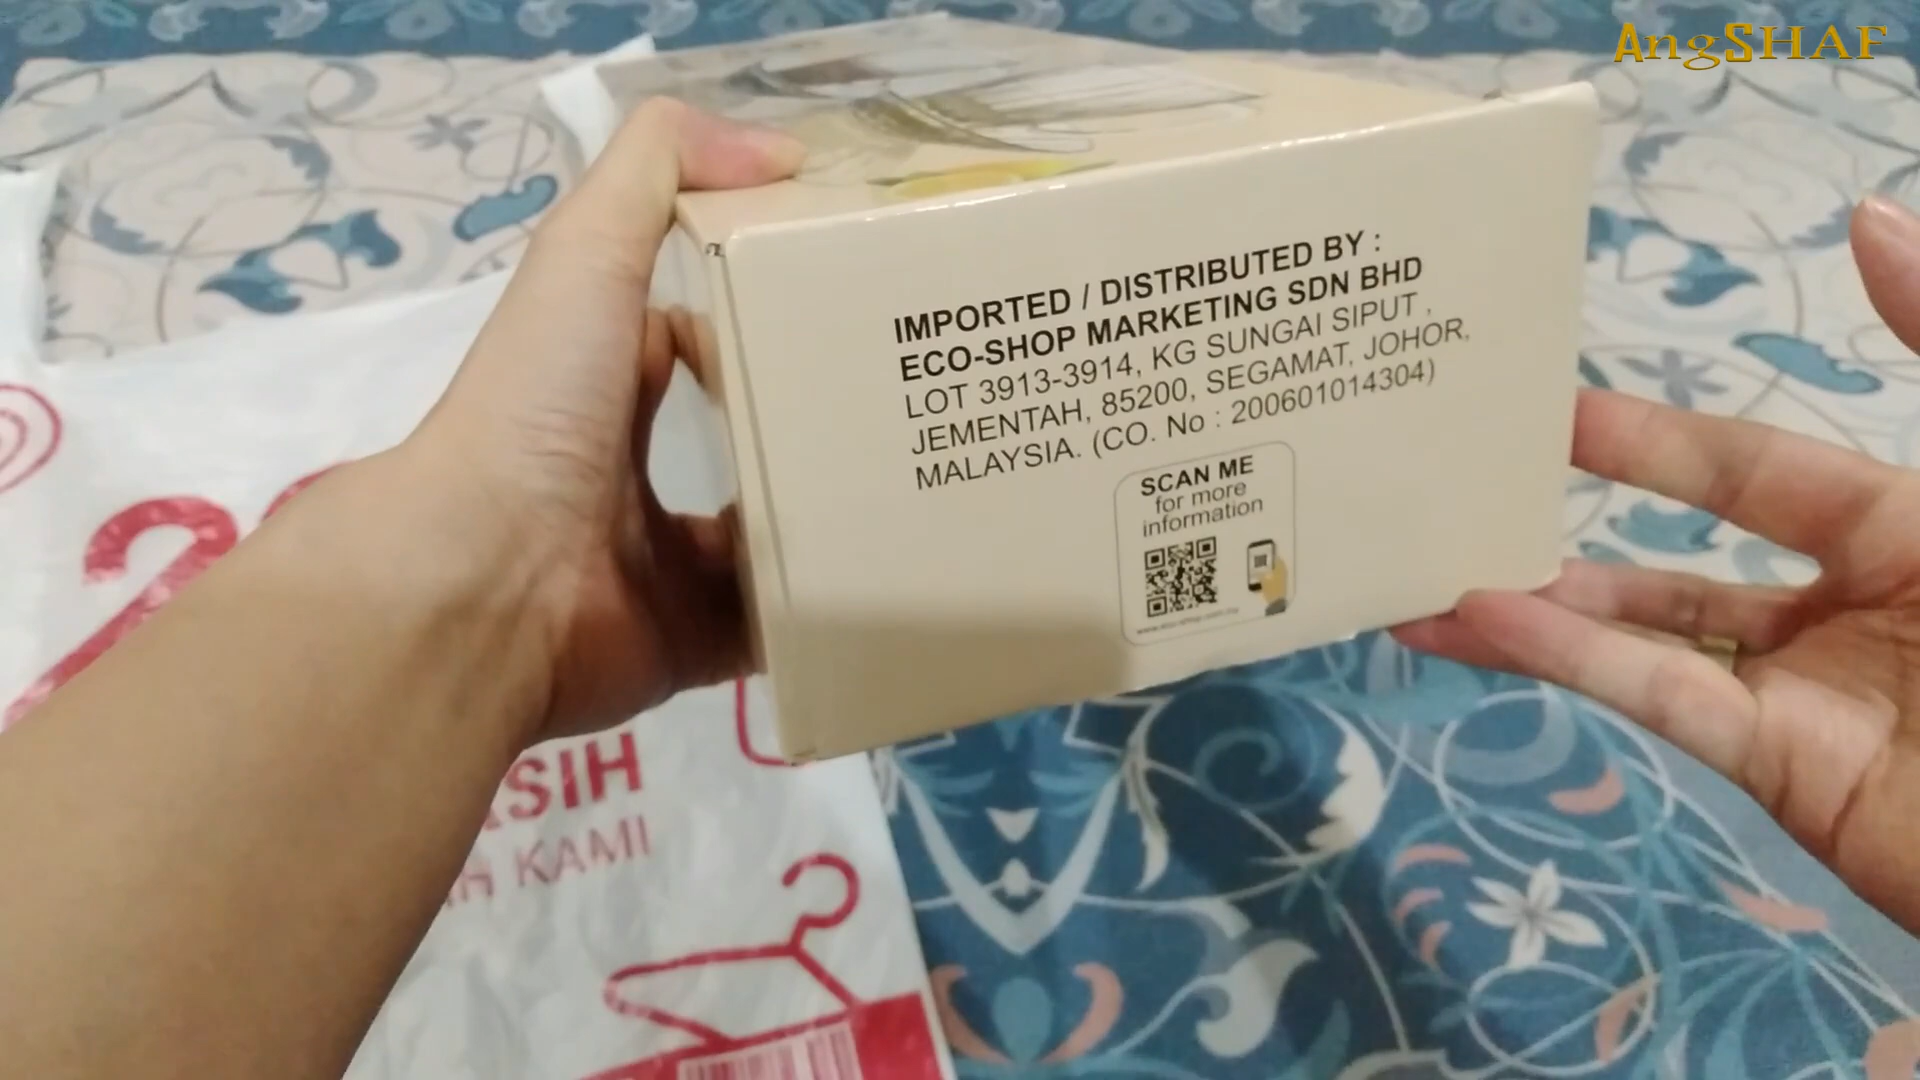 AngSHAF
IMPORTED / DISTRIBUTED BY :
ECO-SHOP MARKETING SDN BHD
LOT 3913-3914, KG SUNGAI SIPUT ,
JEMENTAH, 85200, SEGAMAT, JOHOR,
MALAYSIA. (CO. No : 200601014304)
SCAN ME
for more
information
KAMI